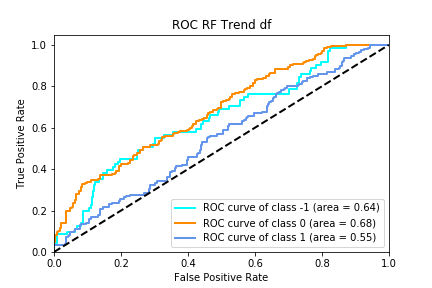 ROC RF Trend df
1.0
0.8
0.6
0.4
0.2
0.0
True Positive Rate
ROC curve of class -1 (area = 0.64)
ROC curve of class 0 (area = 0.68)
ROC curve of class 1 (area = 0.55)
0.0 0.2 0.4 0.6 0.8 1.0
False Positive Rate